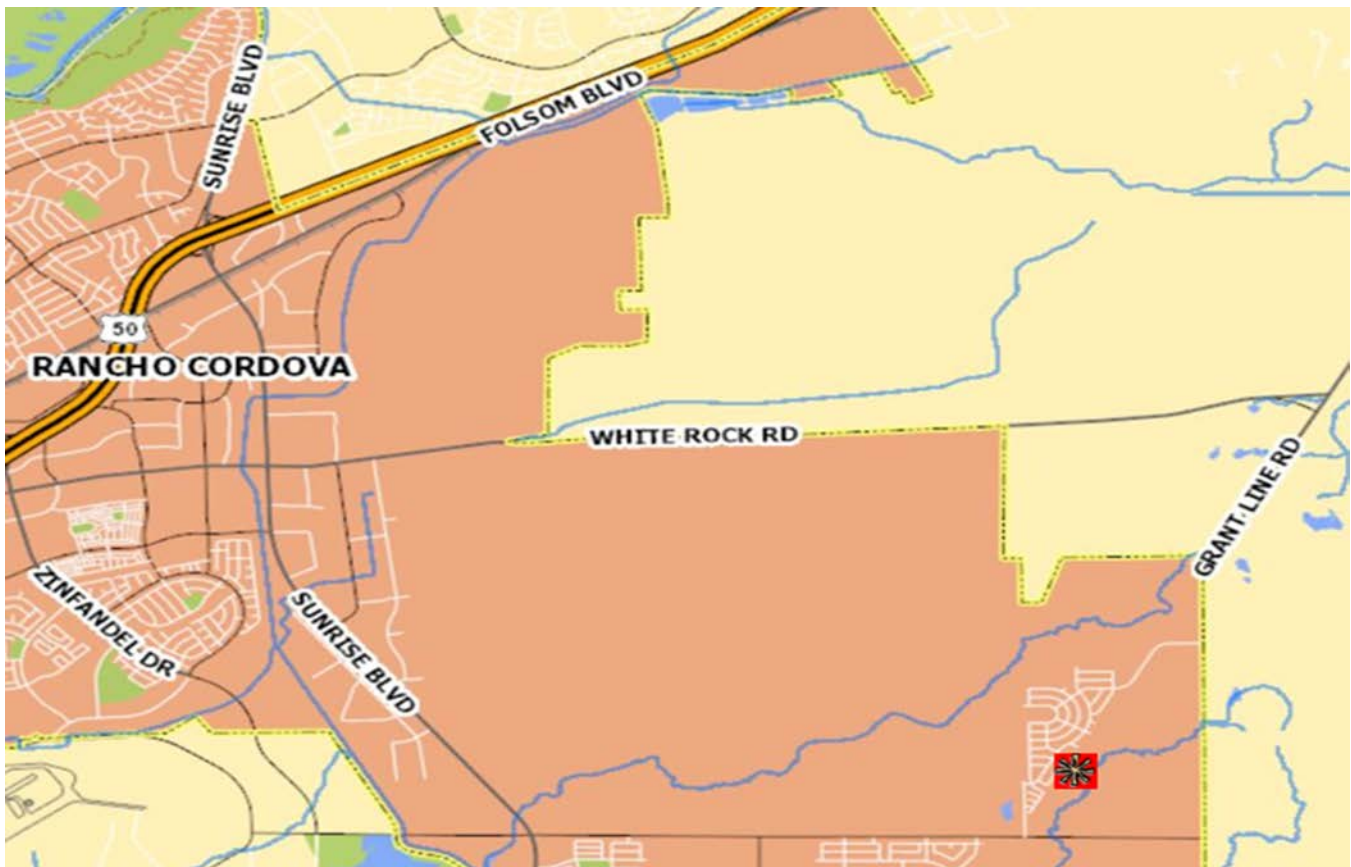 SUNRISE BLVD
FOLSOM BLVD
50
RANCHO CORDOVA
WHITE ROCK RD
GRANT LINE RD
ZINFANDEL DR
SUNRISE BLVD